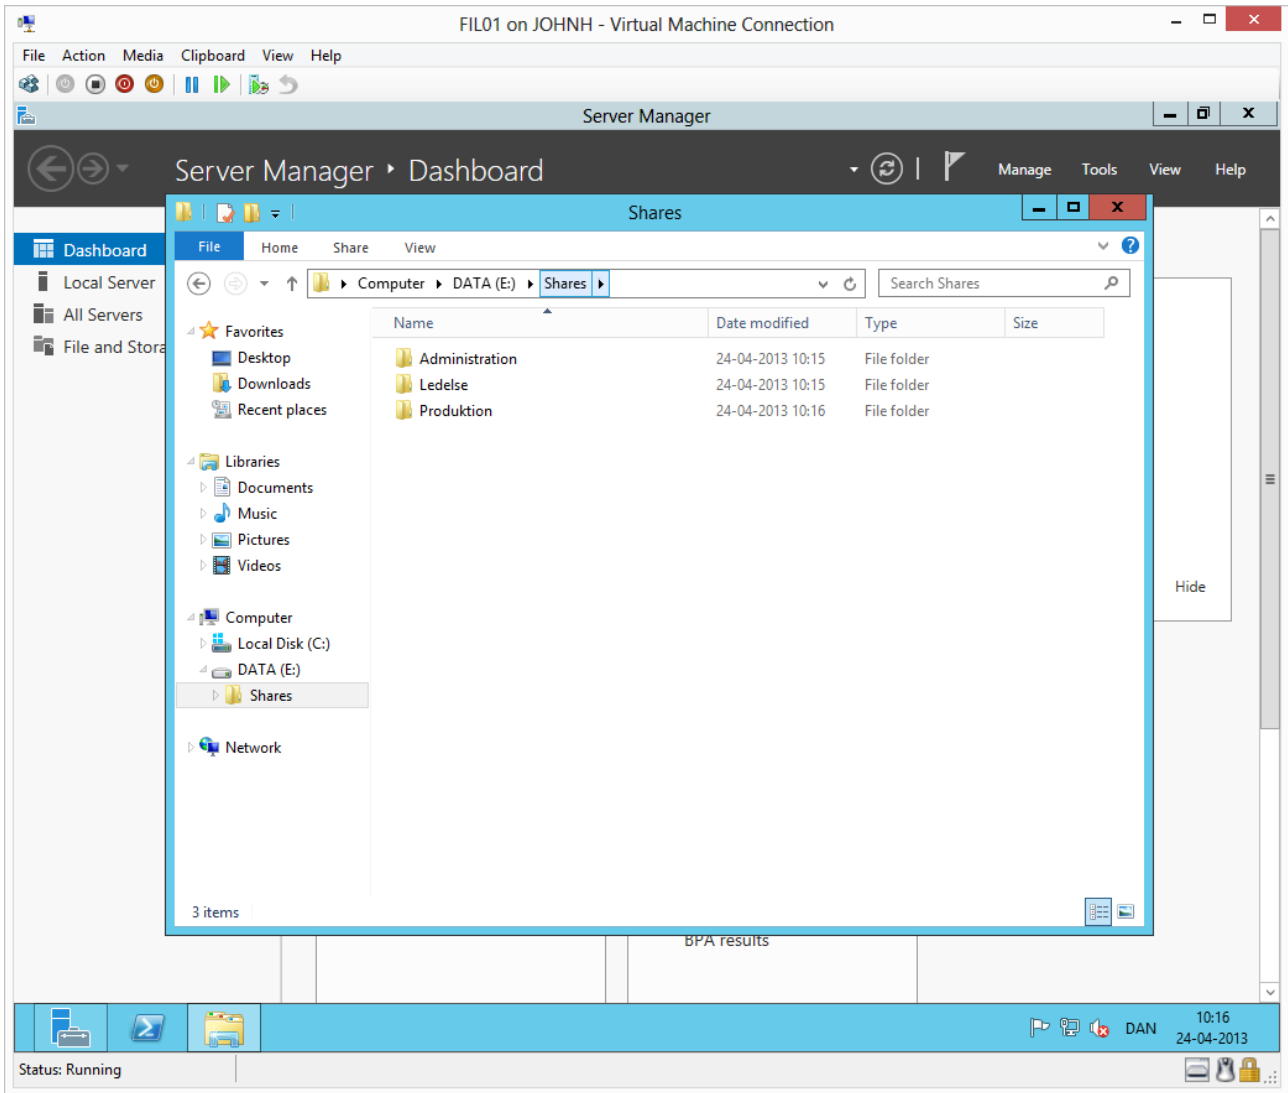 FIL01 on JOHNH - Virtual Machine Connection
File Action Media Clipboard View Help
Server Manager
Server Manager Dashboard
Manage Tools View Help
Shares
File Home Share View
Computer DATA (E:) Shares
Search Shares
Dashboard
Local Server
All Servers
File and Stora
Favorites
Desktop
Downloads
Recent places
Libraries
Documents
Music
Pictures
Videos
Computer
Local Disk (C:)
DATA (E:)
Shares
Network
Name Date modified Type Size
Administration 24-04-2013 10:15 File folder
Ledelse 24-04-2013 10:15 File folder
Produktion 24-04-2013 10:16 File folder
Hide
3 items
BPA results
DAN
10:16
24-04-2013
Status: Running